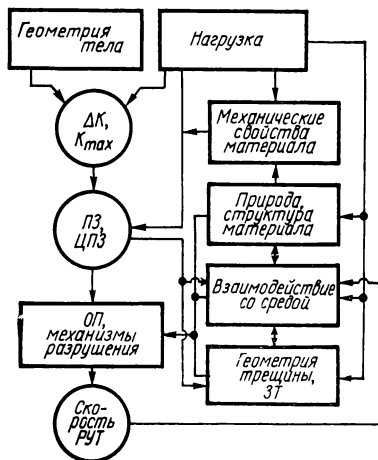 Геометрия
тела
Нагрузка
ΔK,
Kmax
Механические
свойства
материала
ПЗ,
ЦПЗ
Природа,
структура
материала
Взаимодействие
со средой
ОП,
механизмы
разрушения
Геометрия
трещины,
ЗТ
Ско-
рость
РУТ